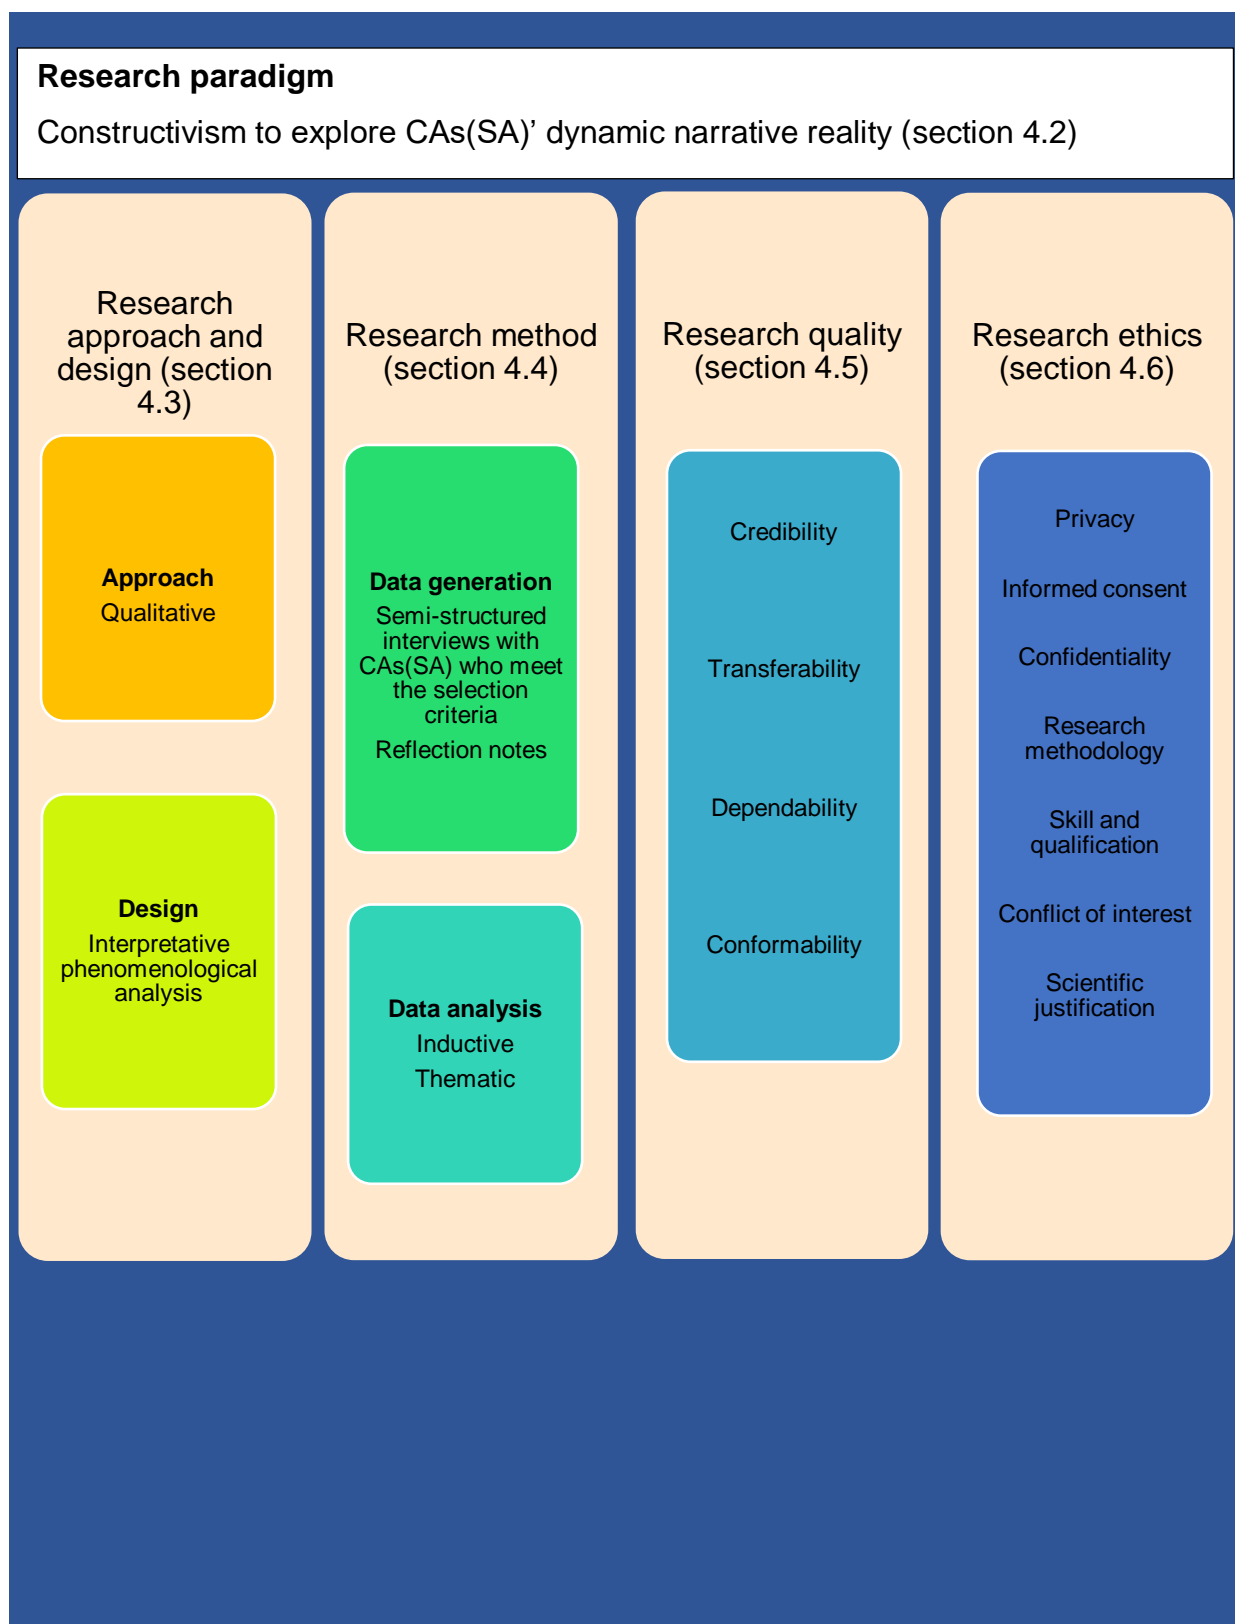 Research paradigm
Constructivism to explore CAs(SA)’ dynamic narrative reality (section 4.2)
Research
approach and
design (section
4.3)
Approach
Qualitative
Design
Interpretative
phenomenological
analysis
Research method
(section 4.4)
Data generation
Semi-structured
interviews with
CAs(SA) who meet
the selection
criteria
Reflection notes
Data analysis
Inductive
Thematic
Research quality
(section 4.5)
Credibility
Transferability
Dependability
Conformability
Research ethics
(section 4.6)
Privacy
Informed consent
Confidentiality
Research
methodology
Skill and
qualification
Conflict of interest
Scientific
justification